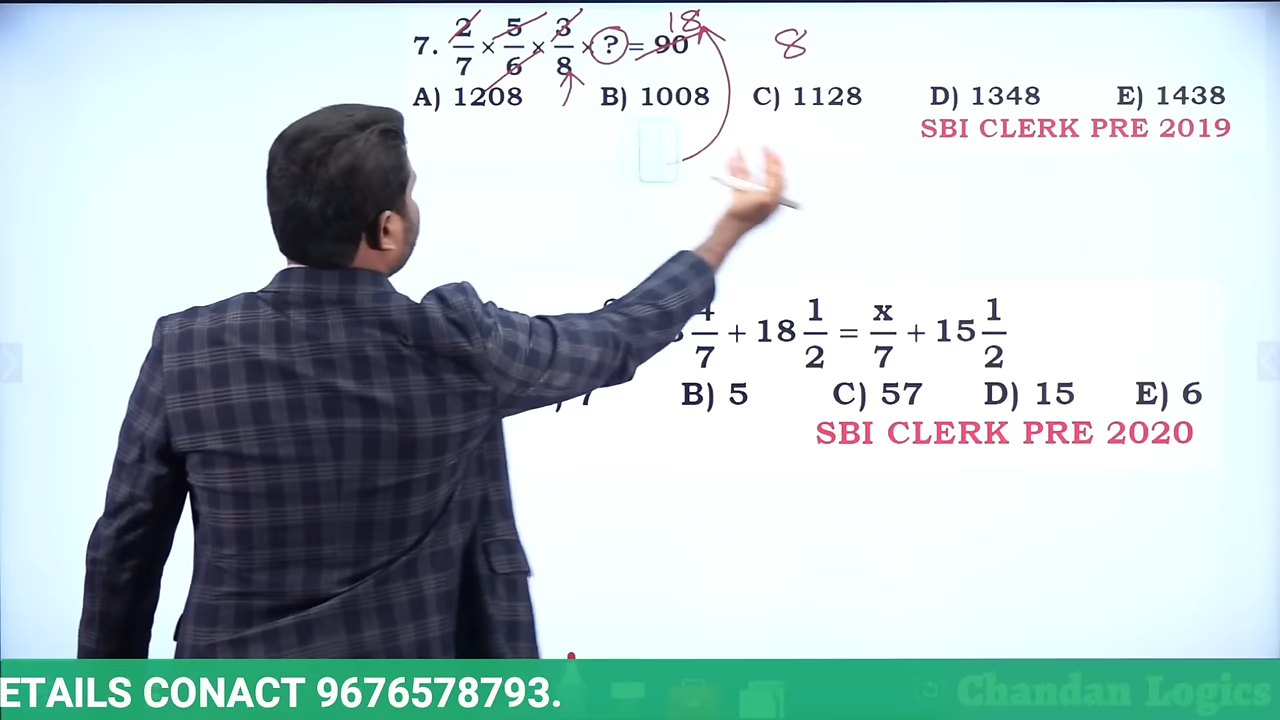 18
7. 2/7 × 5/6 × 3/8 × ? = 90 8
A) 1208 B) 1008 C) 1128 D) 1348 E) 1438
SBI CLERK PRE 2019
4/7 + 18 1/2 = x/7 + 15 1/2
B) 5 C) 57 D) 15 E) 6
SBI CLERK PRE 2020
ETAILS CONACT 9676578793.
Chandan Logics